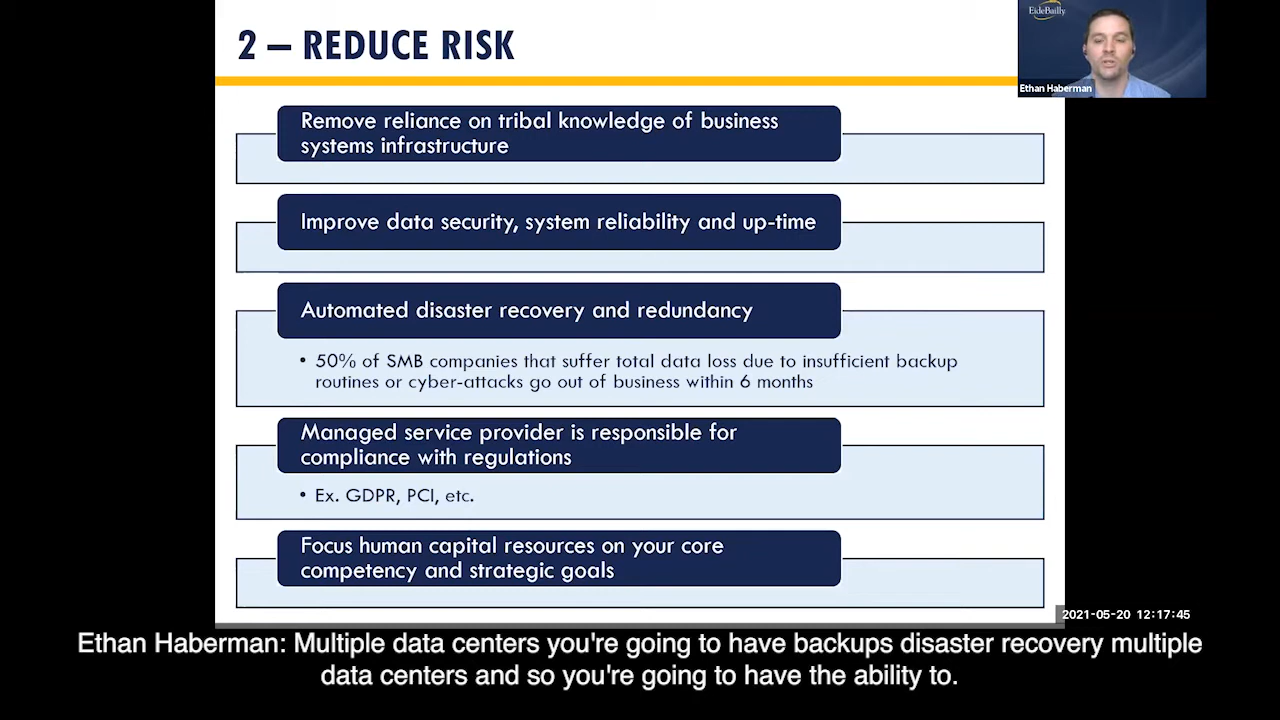 2 – REDUCE RISK
EideBailly
Ethan Haberman
Remove reliance on tribal knowledge of business
systems infrastructure
Improve data security, system reliability and up-time
Automated disaster recovery and redundancy
• 50% of SMB companies that suffer total data loss due to insufficient backup
routines or cyber-attacks go out of business within 6 months
Managed service provider is responsible for
compliance with regulations
• Ex. GDPR, PCI, etc.
Focus human capital resources on your core
competency and strategic goals
2021-05-20 12:17:45
Ethan Haberman: Multiple data centers you're going to have backups disaster recovery multiple
data centers and so you're going to have the ability to.